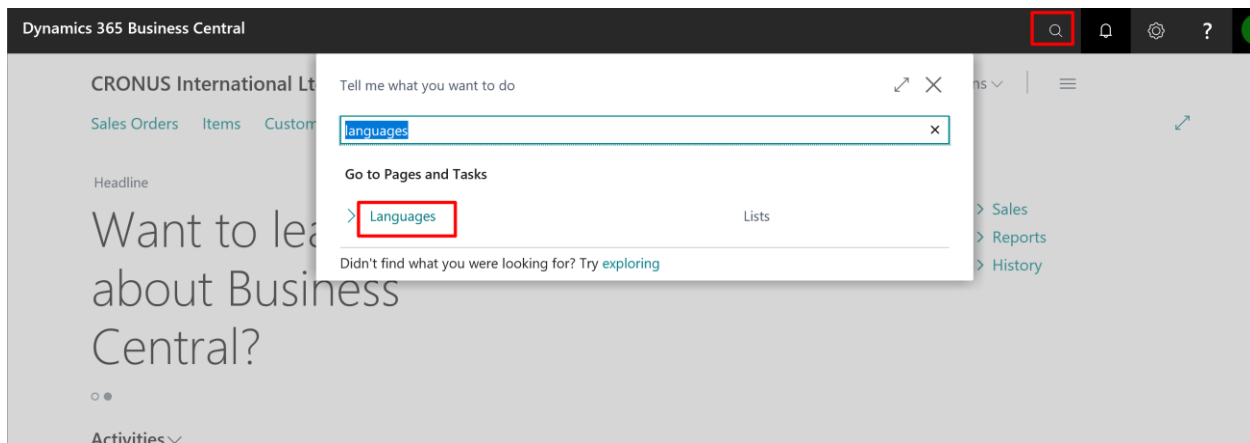 Dynamics 365 Business Central
?
CRONUS International Lt
Sales Orders Items Custom
Tell me what you want to do
languages
Go to Pages and Tasks
Languages Lists
Didn't find what you were looking for? Try exploring
Headline
Want to lea
about Business
Central?
Sales
Reports
History
Activities